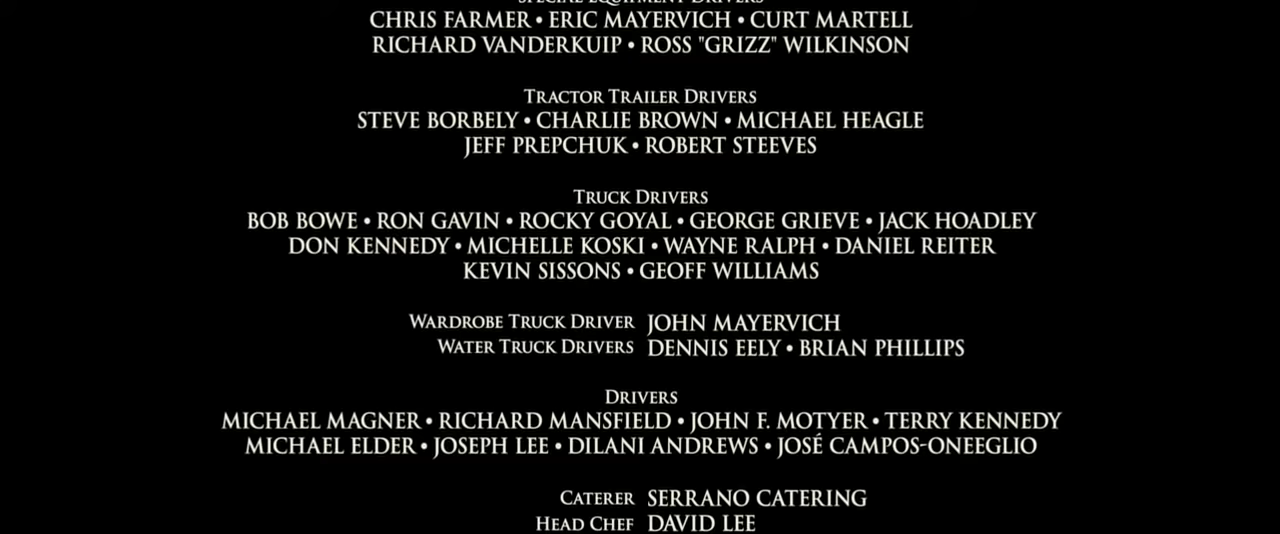 SPECIAL EQUIPMENT DRIVERS
CHRIS FARMER • ERIC MAYERVICH • CURT MARTELL
RICHARD VANDERKUIP • ROSS "GRIZZ" WILKINSON
TRACTOR TRAILER DRIVERS
STEVE BORBELY • CHARLIE BROWN • MICHAEL HEAGLE
JEFF PREPCHUK • ROBERT STEEVES
TRUCK DRIVERS
BOB BOWE • RON GAVIN • ROCKY GOYAL • GEORGE GRIEVE • JACK HOADLEY
DON KENNEDY • MICHELLE KOSKI • WAYNE RALPH • DANIEL REITER
KEVIN SISSONS • GEOFF WILLIAMS
WARDROBE TRUCK DRIVER JOHN MAYERVICH
WATER TRUCK DRIVERS DENNIS EELY • BRIAN PHILLIPS
DRIVERS
MICHAEL MAGNER • RICHARD MANSFIELD • JOHN F. MOTYER • TERRY KENNEDY
MICHAEL ELDER • JOSEPH LEE • DILANI ANDREWS • JOSÉ CAMPOS-ONEEGLIO
CATERER SERRANO CATERING
HEAD CHEF DAVID LEE